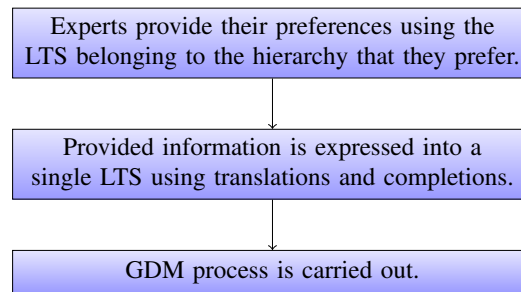 Experts provide their preferences using the
LTS belonging to the hierarchy that they prefer.
Provided information is expressed into a
single LTS using translations and completions.
GDM process is carried out.